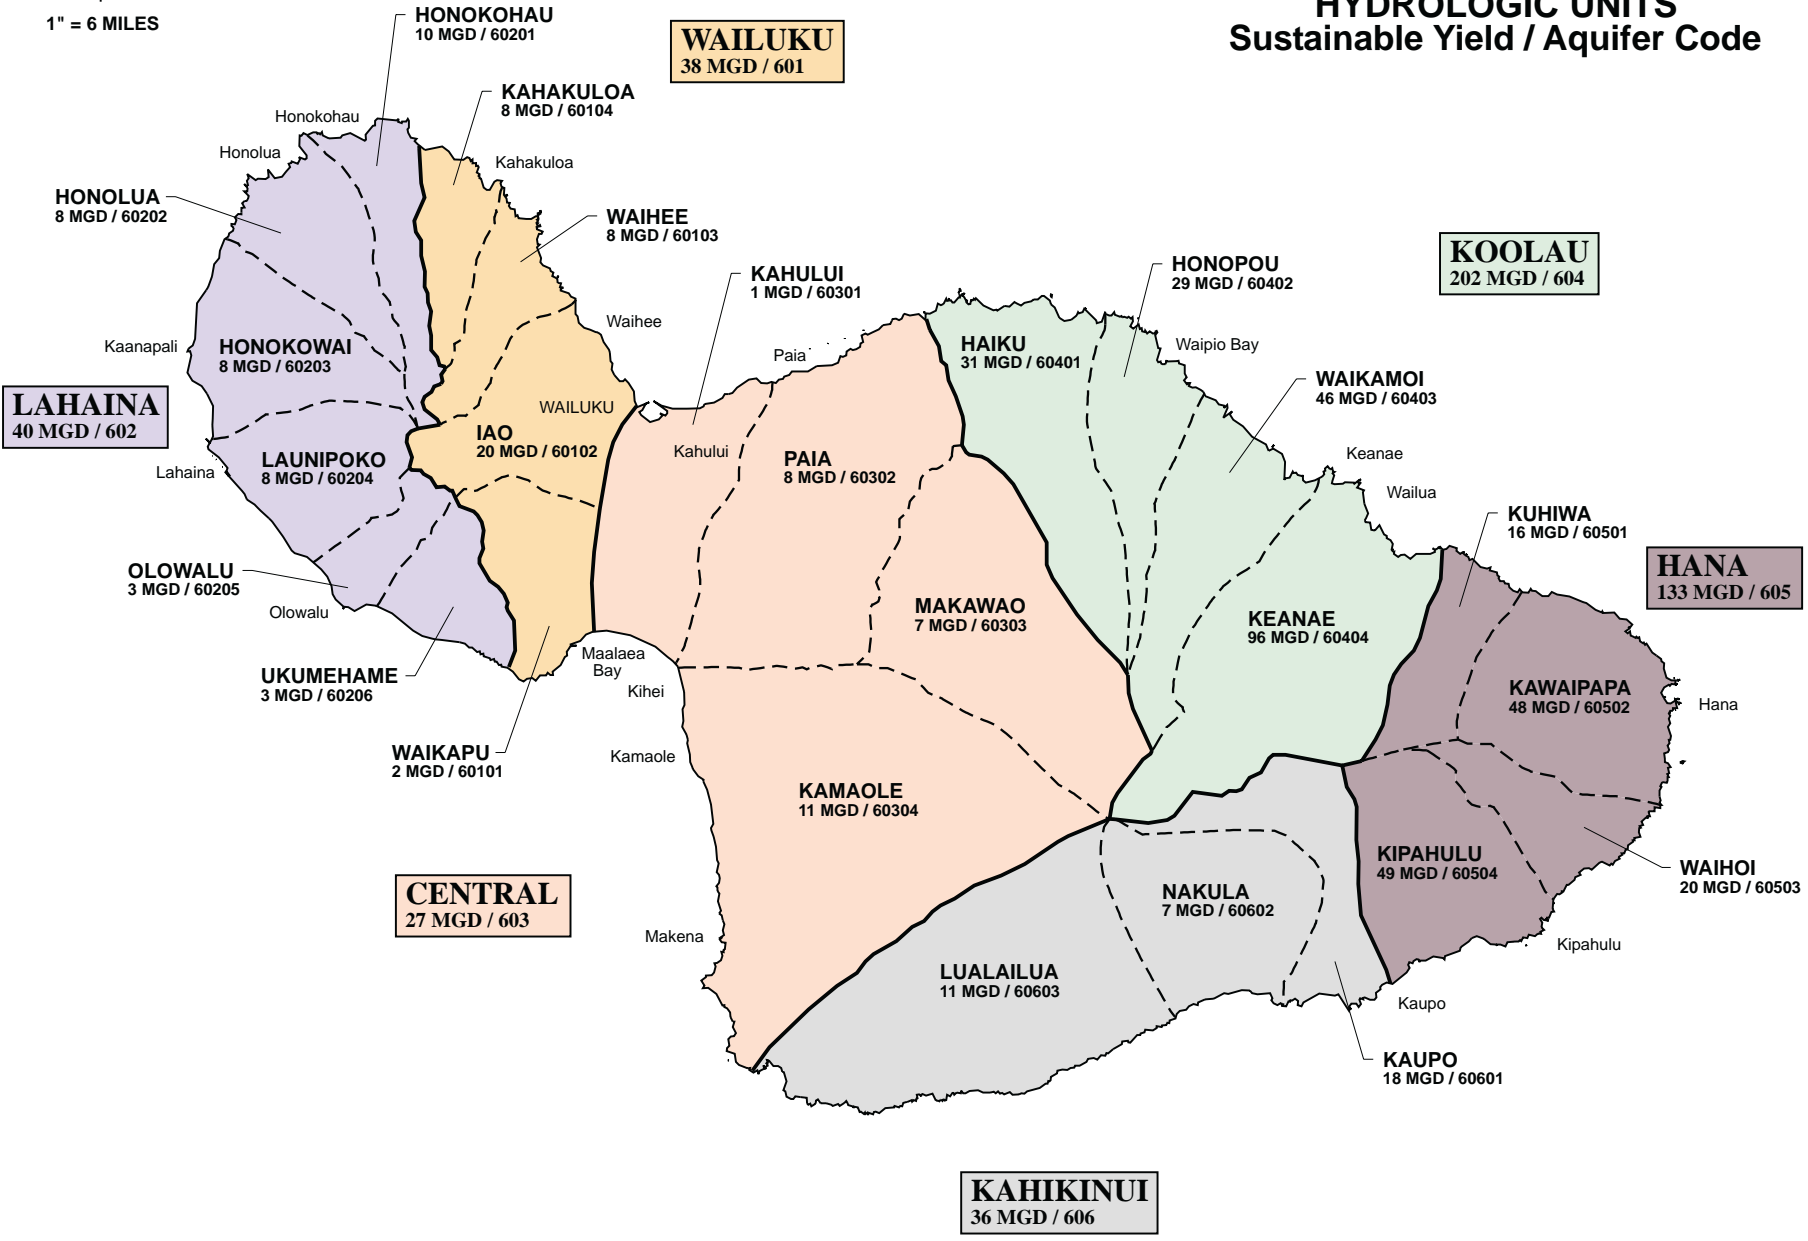 1" = 6 MILES
HYDROLOGIC UNITS
Sustainable Yield / Aquifer Code
HONOKOHAU
10 MGD / 60201
WAILUKU
38 MGD / 601
KAHAKULOA
8 MGD / 60104
Honokohau
Honolua
Kahakuloa
HONOLUA
8 MGD / 60202
WAIHEE
8 MGD / 60103
KOOLAU
202 MGD / 604
KAHULUI
1 MGD / 60301
HONOPOU
29 MGD / 60402
Waihee
Kaanapali
HONOKOWAI
8 MGD / 60203
Paia
HAIKU
31 MGD / 60401
Waipio Bay
WAIKAMOI
46 MGD / 60403
LAHAINA
40 MGD / 602
WAILUKU
IAO
20 MGD / 60102
Kahului
PAIA
8 MGD / 60302
Keanae
Lahaina
LAUNIPOKO
8 MGD / 60204
Wailua
KUHIWA
16 MGD / 60501
HANA
133 MGD / 605
OLOWALU
3 MGD / 60205
Olowalu
MAKAWAO
7 MGD / 60303
KEANAE
96 MGD / 60404
Maalaea
Bay
Kihei
UKUMEHAME
3 MGD / 60206
KAWAIPAPA
48 MGD / 60502
Hana
WAIKAPU
2 MGD / 60101
Kamaole
KAMAOLE
11 MGD / 60304
KIPAHULU
49 MGD / 60504
WAIHOI
20 MGD / 60503
CENTRAL
27 MGD / 603
NAKULA
7 MGD / 60602
Makena
Kipahulu
LUALAILUA
11 MGD / 60603
Kaupo
KAUPO
18 MGD / 60601
KAHIKINUI
36 MGD / 606